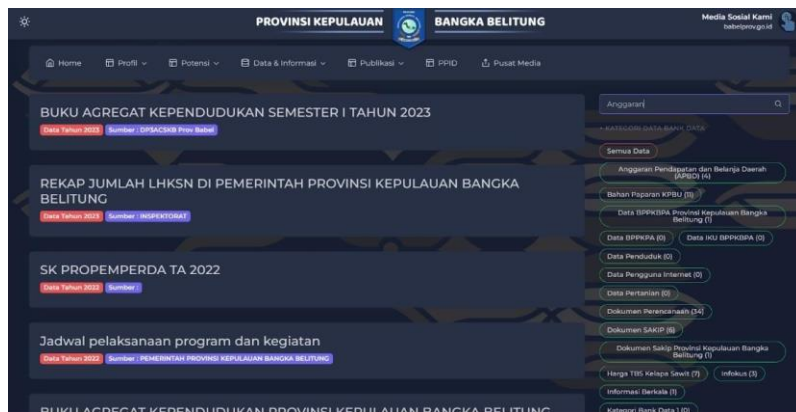 PROVINSI KEPULAUAN BANGKA BELITUNG
Media Sosial Kami
babelprov.go.id
Home Profil Potensi Data & Informasi Publikasi PPID Pusat Media
BUKU AGREGAT KEPENDUDUKAN SEMESTER I TAHUN 2023
Data Tahun 2023 Sumber : DP3ACSKB Prov Babel
REKAP JUMLAH LHKSN DI PEMERINTAH PROVINSI KEPULAUAN BANGKA
BELITUNG
Data Tahun 2023 Sumber : INSPEKTORAT
SK PROPEMPERDA TA 2022
Data Tahun 2022 Sumber :
Jadwal pelaksanaan program dan kegiatan
Data Tahun 2022 Sumber : PEMERINTAH PROVINSI KEPULAUAN BANGKA BELITUNG
BUKU AGREGAT KEPENDUDUKAN PROVINSI KEPULAUAN BANGKA BELITUNG
Anggaran
• KATEGORI DATA BANK DATA
Semua Data
Anggaran Pendapatan dan Belanja Daerah
(APBD) (4)
Bahan Paparan KPBU (11)
Data BPPKBPA Provinsi Kepulauan Bangka
Belitung (1)
Data BPPKPA (0) Data IKU BPPKBPA (0)
Data Penduduk (0)
Data Pengguna Internet (0)
Data Pertanian (0)
Dokumen Perencanaan (34)
Dokumen SAKIP (6)
Dokumen Sakip Provinsi Kepulauan Bangka
Belitung (1)
Harga TBS Kelapa Sawit (7) Infokus (3)
Informasi Berkala (1)
Kategori Bank Data 1 (0)